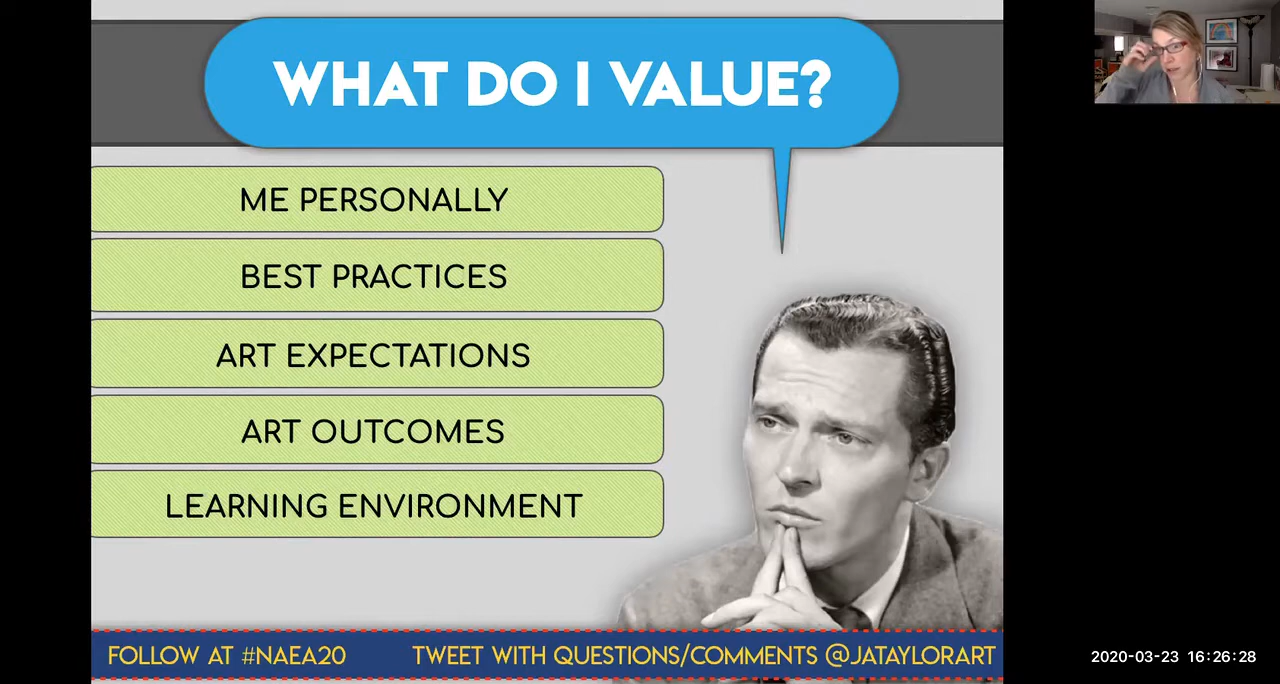 WHAT DO I VALUE?
ME PERSONALLY
BEST PRACTICES
ART EXPECTATIONS
ART OUTCOMES
LEARNING ENVIRONMENT
FOLLOW AT #NAEA20 TWEET WITH QUESTIONS/COMMENTS @JATAYLORART
2020-03-23 16:26:28